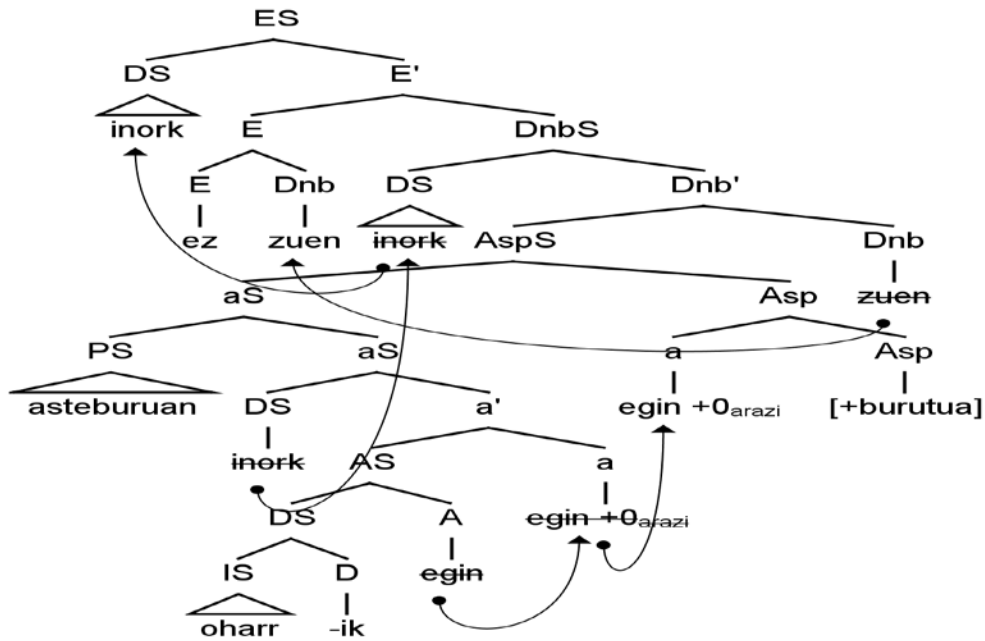 ES
DS E'
inork E DnbS
E Dnb DS Dnb'
ez zuen inork AspS Dnb
aS Asp zuen
PS aS a Asp
asteburuan DS a' egin +0arazi [+burutua]
inork AS a
DS A egin +0arazi
IS D egin
oharr -ik